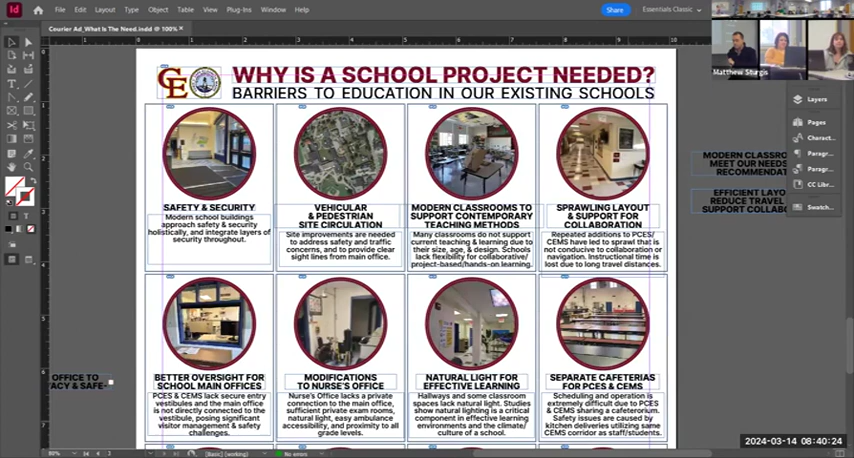 File Edit Layout Type Object Table View Plug-Ins Window Help
Share
Essentials Classic
Courier Ad_What Is The Need.indd @ 100%
Matthew Sturgis
CE
WHY IS A SCHOOL PROJECT NEEDED?
BARRIERS TO EDUCATION IN OUR EXISTING SCHOOLS
SAFETY & SECURITY
Modern school buildings
approach safety & security
holistically, and integrate layers of
security throughout.
VEHICULAR
& PEDESTRIAN
SITE CIRCULATION
Site improvements are needed
to address safety and traffic
concerns, and to provide clear
sight lines from main office.
MODERN CLASSROOMS TO
SUPPORT CONTEMPORARY
TEACHING METHODS
Many classrooms do not support
current teaching & learning due to
their size, age, & design. Schools
lack flexibility for collaborative/
project-based/hands-on learning.
SPRAWLING LAYOUT
& SUPPORT FOR
COLLABORATION
Repeated additions to PCES/
CEMS have led to sprawl that is
not conducive to collaboration or
navigation. Instructional time is
lost due to long travel distances.
BETTER OVERSIGHT FOR
SCHOOL MAIN OFFICES
PCES & CEMS lack secure entry
vestibules and the main office
is not directly connected to the
vestibule, posing significant
visitor management & safety
challenges.
MODIFICATIONS
TO NURSE'S OFFICE
Nurse's Office lacks a private
connection to the main office,
sufficient private exam rooms,
natural light, easy ambulance
accessibility, and proximity to all
grade levels.
NATURAL LIGHT FOR
EFFECTIVE LEARNING
Hallways and some classroom
spaces lack natural light. Studies
show natural lighting is a critical
component in effective learning
environments and the climate/
culture of a school.
SEPARATE CAFETERIAS
FOR PCES & CEMS
Scheduling and operation is
extremely difficult due to PCES
& CEMS sharing a cafetorium.
Safety issues are caused by
kitchen deliveries utilizing same
CEMS corridor as staff/students.
OFFICE TO
ACY & SAFE-
MODERN CLASSRO
MEET OUR NEEDS
RECOMMENDAT
EFFICIENT LAYO
REDUCE TRAVEL
SUPPORT COLLAB
Layers
Pages
Charact...
Paragr...
Paragr...
CC Libr...
Swatch...
80%
3
[Basic] (working)
No errors
2024-03-14 08:40:24